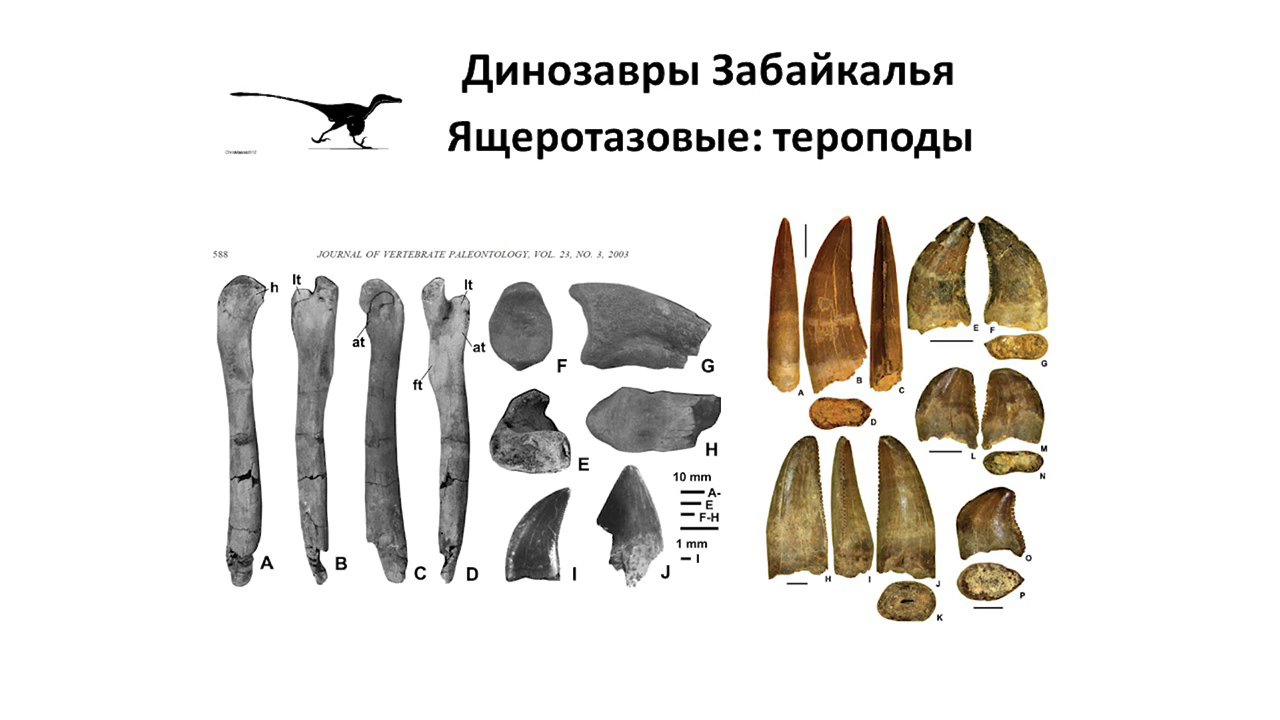 Динозавры Забайкалья
Ящеротазовые: тероподы
588 JOURNAL OF VERTEBRATE PALEONTOLOGY, VOL. 23, NO. 3, 2003
h
lt
lt
at
at
ft
A
B
C
D
E
F
G
H
I
J
10 mm
A-
E
F-H
1 mm
I
A
B
C
D
E
F
G
H
I
J
K
L
M
N
O
P